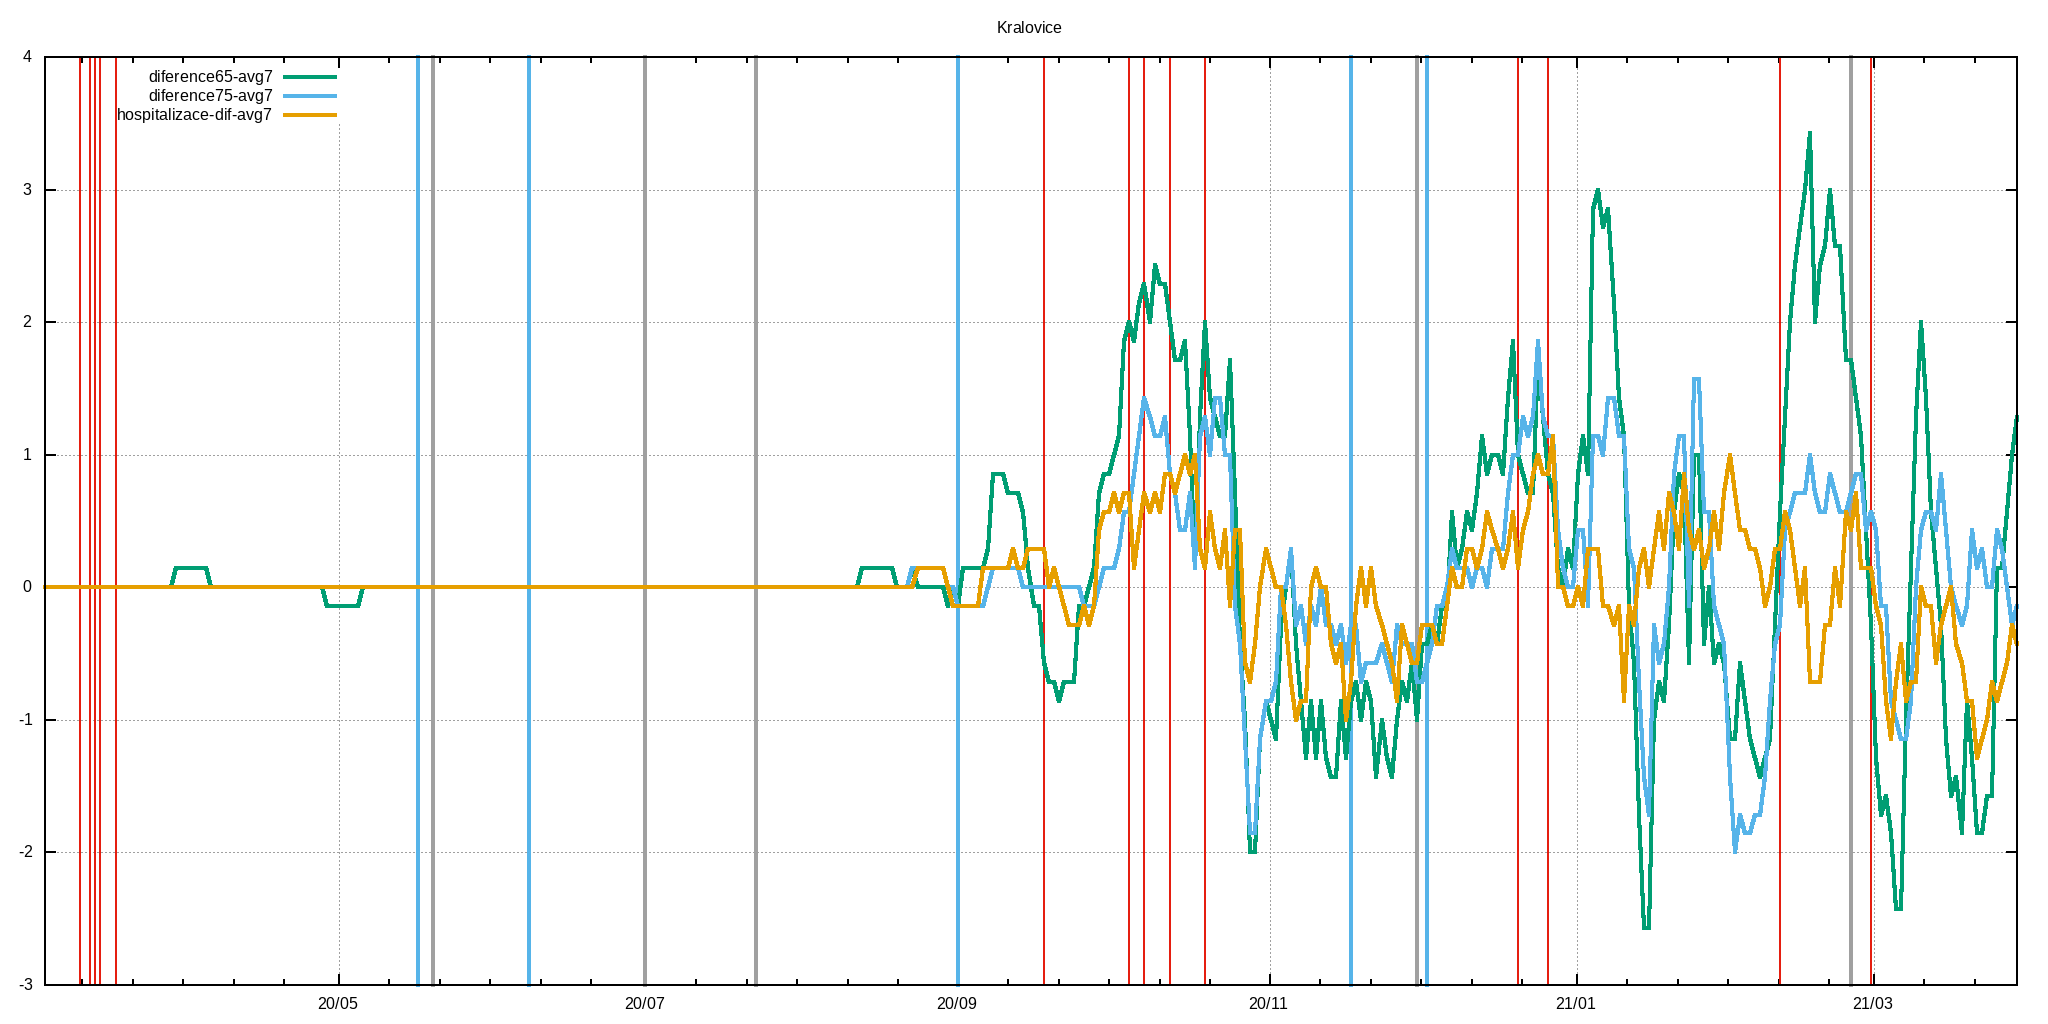 Kralovice
diference65-avg7
diference75-avg7
hospitalizace-dif-avg7
4
3
2
1
0
-1
-2
-3
20/05 20/07 20/09 20/11 21/01 21/03